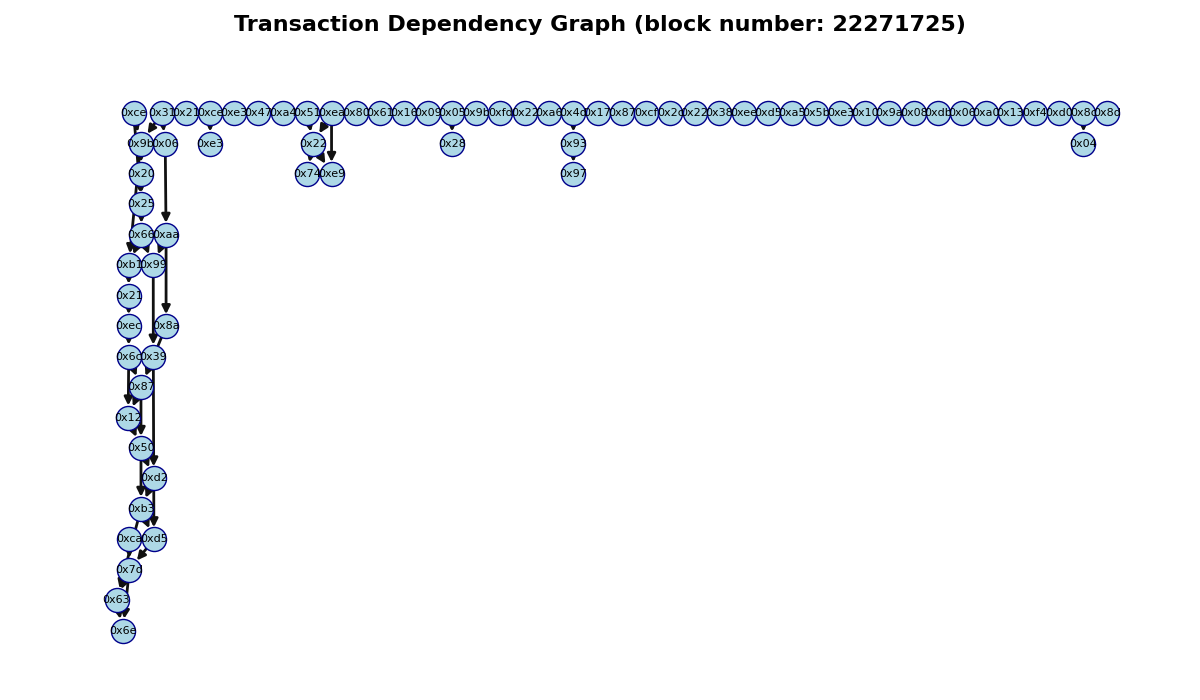 Transaction Dependency Graph (block number: 22271725)
0xce 0x31 0x21 0xce 0xe3 0x47 0xa4 0x51 0xea 0x80 0x61 0x16 0x09 0x05 0x9b 0xfc 0x22 0xa6 0x4c 0x17 0x87 0xcf 0x2c 0x22 0x38 0xee 0xd5 0xa5 0x5b 0xe3 0x10 0x9a 0x08 0xdb 0x06 0xa0 0x13 0xf4 0xd0 0x8c 0x8d
0x9b 0x06 0xe3 0x22 0x28 0x93 0x04
0x20 0x74 0xe9 0x97
0x25
0x66 0xaa
0xb1 0x99
0x21
0xec 0x8a
0x6c 0x39
0x87
0x12
0x50
0xd2
0xb3
0xca 0xd5
0x7d
0x63
0x6e